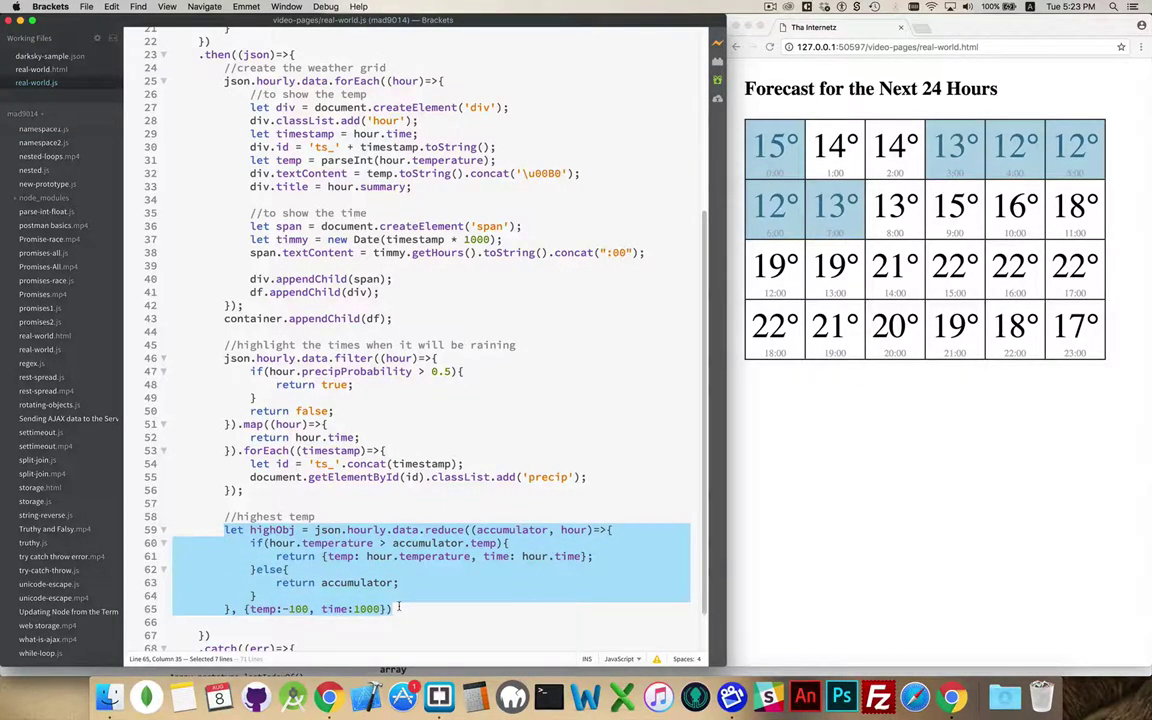 Brackets File Edit Find View Navigate Emmet Window Debug Help 100% Tue 5:23 PM
video-pages/real-world.js (mad9014) — Brackets
Working Files
darksky-sample.json
real-world.html
real-world.js
mad9014
namespace1.js
namespace2.js
nested-loops.mp4
nested.js
new-prototype.js
node_modules
parse-int-float.js
postman basics.mp4
Promise-race.mp4
promises-all.js
Promises-All.mp4
promises-race.js
Promises.mp4
promises1.js
promises2.js
real-world.html
real-world.js
regex.js
rest-spread.js
rest-spread.mp4
rotating-objects.js
Sending AJAX data to the Serv
settimeout.js
settimeout.mp4
split-join.js
split-join.mp4
storage.html
storage.js
string-reverse.js
Truthy and Falsy.mp4
truthy.js
try catch throw error.mp4
try-catch-throw.js
unicode-escape.js
unicode-escape.mp4
Updating Node from the Term
web storage.mp4
what-is-ajax.mp4
while-loop.js
21 }
22 })
23 .then((json)=>{
24 //create the weather grid
25 json.hourly.data.forEach((hour)=>{
26 //to show the temp
27 let div = document.createElement('div');
28 div.classList.add('hour');
29 let timestamp = hour.time;
30 div.id = 'ts_' + timestamp.toString();
31 let temp = parseInt(hour.temperature);
32 div.textContent = temp.toString().concat('\u00B0');
33 div.title = hour.summary;
34
35 //to show the time
36 let span = document.createElement('span');
37 let timmy = new Date(timestamp * 1000);
38 span.textContent = timmy.getHours().toString().concat(":00");
39
40 div.appendChild(span);
41 df.appendChild(div);
42 });
43 container.appendChild(df);
44
45 //highlight the times when it will be raining
46 json.hourly.data.filter((hour)=>{
47 if(hour.precipProbability > 0.5){
48 return true;
49 }
50 return false;
51 }).map((hour)=>{
52 return hour.time;
53 }).forEach((timestamp)=>{
54 let id = 'ts_'.concat(timestamp);
55 document.getElementById(id).classList.add('precip');
56 });
57
58 //highest temp
59 let highObj = json.hourly.data.reduce((accumulator, hour)=>{
60 if(hour.temperature > accumulator.temp){
61 return {temp: hour.temperature, time: hour.time};
62 }else{
63 return accumulator;
64 }
65 }, {temp:-100, time:1000})
66
67 })
68 .catch((err)=>{
Line 65, Column 35 — Selected 7 lines — 71 Lines
INS JavaScript Spaces: 4
array
Tha Internetz
127.0.0.1:50597/video-pages/real-world.html
Forecast for the Next 24 Hours
15° 14° 14° 13° 12° 12°
0:00 1:00 2:00 3:00 4:00 5:00
12° 13° 13° 15° 16° 18°
6:00 7:00 8:00 9:00 10:00 11:00
19° 19° 21° 22° 22° 22°
12:00 13:00 14:00 15:00 16:00 17:00
22° 21° 20° 19° 18° 17°
18:00 19:00 20:00 21:00 22:00 23:00
AUG
8
1
An
Ps
Fz